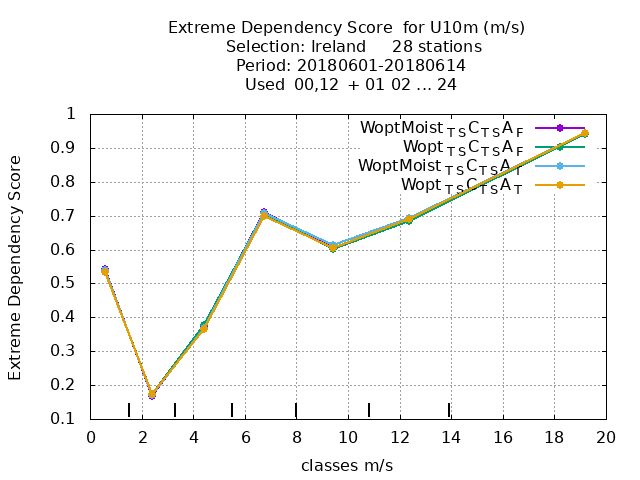 Extreme Dependency Score for U10m (m/s)
Selection: Ireland 28 stations
Period: 20180601-20180614
Used 00,12 + 01 02 ... 24
Extreme Dependency Score
1
0.9
0.8
0.7
0.6
0.5
0.4
0.3
0.2
0.1
WoptMoist TS C TS A F
Wopt TS C TS A F
WoptMoist TS C TS A T
Wopt TS C TS A T
0 2 4 6 8 10 12 14 16 18 20
classes m/s